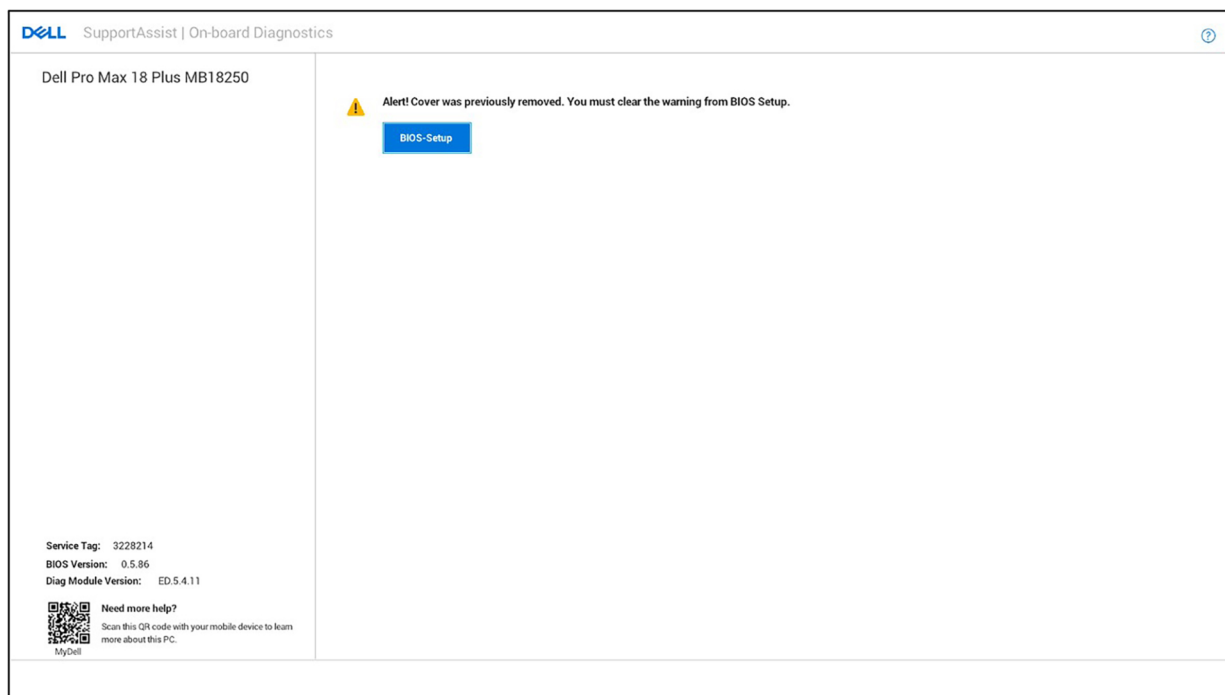 DELL SupportAssist | On-board Diagnostics
Dell Pro Max 18 Plus MB18250
Alert! Cover was previously removed. You must clear the warning from BIOS Setup.
BIOS-Setup
Service Tag: 3228214
BIOS Version: 0.5.86
Diag Module Version: ED.5.4.11
Need more help?
Scan this QR code with your mobile device to learn
more about this PC.
MyDell